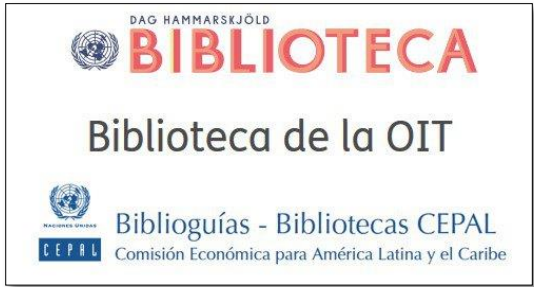 DAG HAMMARSKJÖLD
BIBLIOTECA
Biblioteca de la OIT
NACIONES UNIDAS
CEPAL
Biblioguías - Bibliotecas CEPAL
Comisión Económica para América Latina y el Caribe